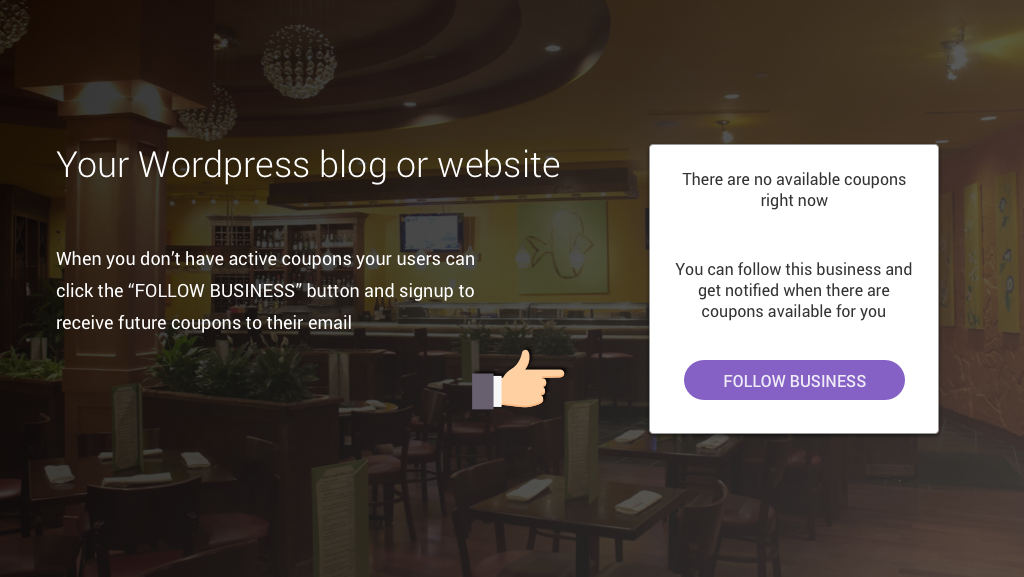 Your Wordpress blog or website
When you don’t have active coupons your users can
click the “FOLLOW BUSINESS” button and signup to
receive future coupons to their email
There are no available coupons
right now
You can follow this business and
get notified when there are
coupons available for you
FOLLOW BUSINESS